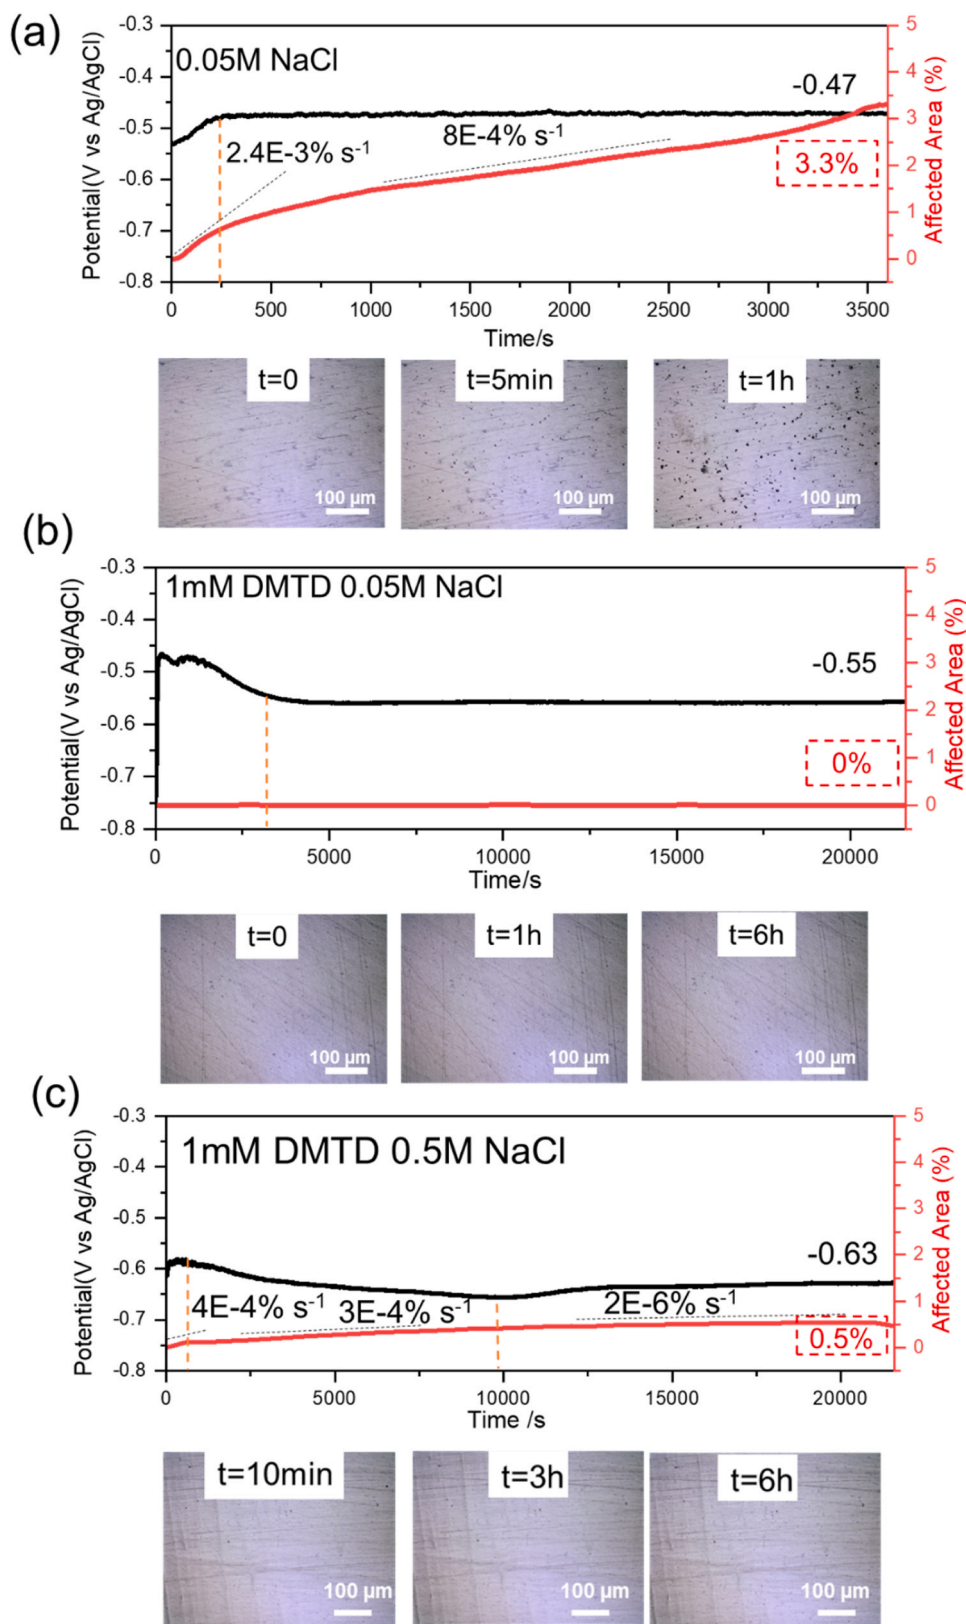 (a)
0.05M NaCl
-0.47
2.4E-3% s⁻¹
8E-4% s⁻¹
3.3%
Potential(V vs Ag/AgCl)
-0.3
-0.4
-0.5
-0.6
-0.7
-0.8
Affected Area (%)
5
4
3
2
1
0
0 500 1000 1500 2000 2500 3000 3500
Time/s
t=0
t=5min
t=1h
100 µm
100 µm
100 µm
(b)
1mM DMTD 0.05M NaCl
-0.55
0%
Potential(V vs Ag/AgCl)
-0.3
-0.4
-0.5
-0.6
-0.7
-0.8
Affected Area (%)
5
4
3
2
1
0
0 5000 10000 15000 20000
Time/s
t=0
t=1h
t=6h
100 µm
100 µm
100 µm
(c)
1mM DMTD 0.5M NaCl
-0.63
4E-4% s⁻¹
3E-4% s⁻¹
2E-6% s⁻¹
0.5%
Potential(V vs Ag/AgCl)
-0.3
-0.4
-0.5
-0.6
-0.7
-0.8
Affected Area (%)
5
4
3
2
1
0
0 5000 10000 15000 20000
Time /s
t=10min
t=3h
t=6h
100 µm
100 µm
100 µm